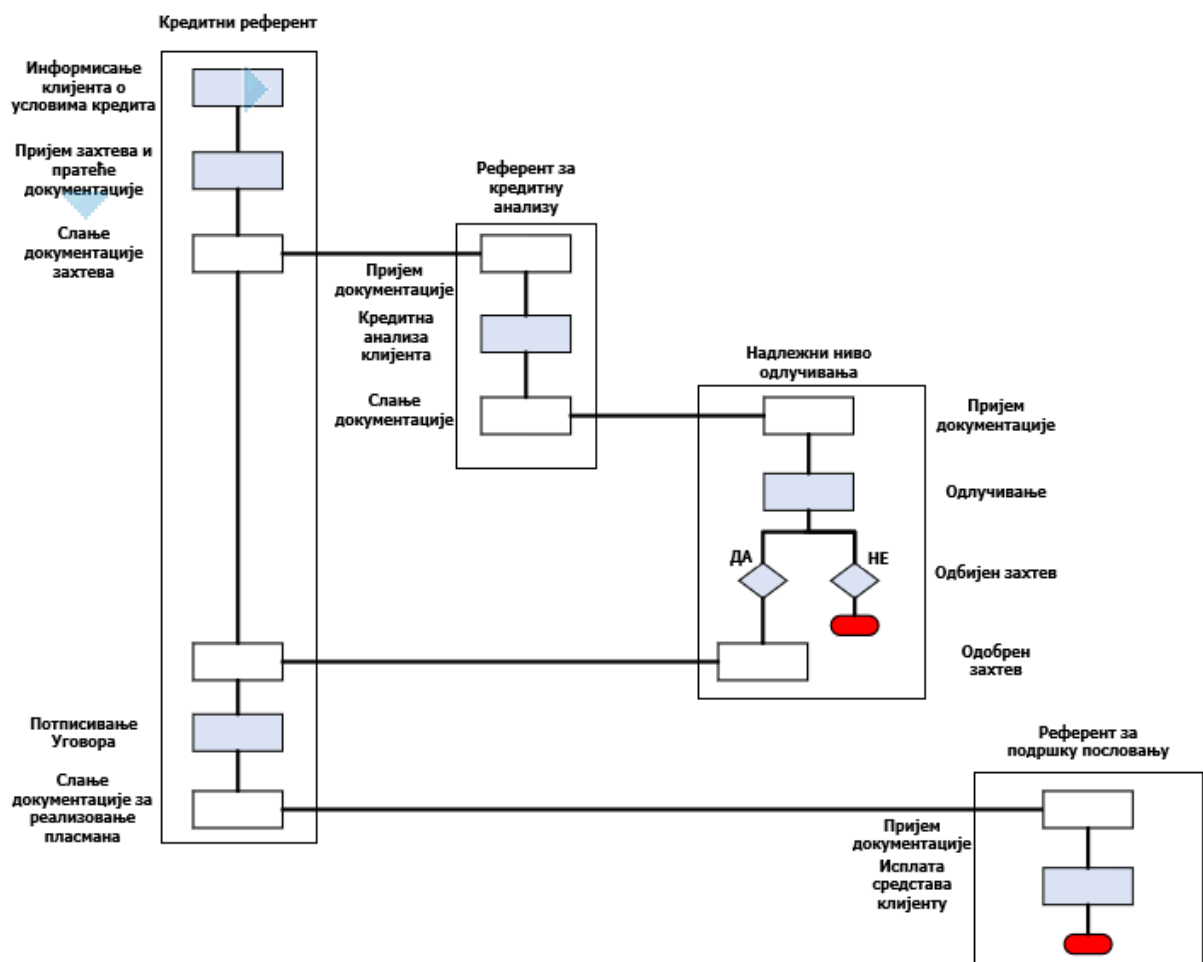 Кредитни референт
Информисање
клијента о
условима кредита
Пријем захтева и
пратеће
документације
Слање
документације
захтева
Референт за
кредитну
анализу
Пријем
документације
Кредитна
анализа
клијента
Слање
документације
Надлежни ниво
одлучивања
Пријем
документације
Одлучивање
ДА
НЕ
Одбијен захтев
Одобрен
захтев
Потписивање
Уговора
Слање
документације за
реализовање
пласмана
Референт за
подршку пословању
Пријем
документације
Исплата
средстава
клијенту